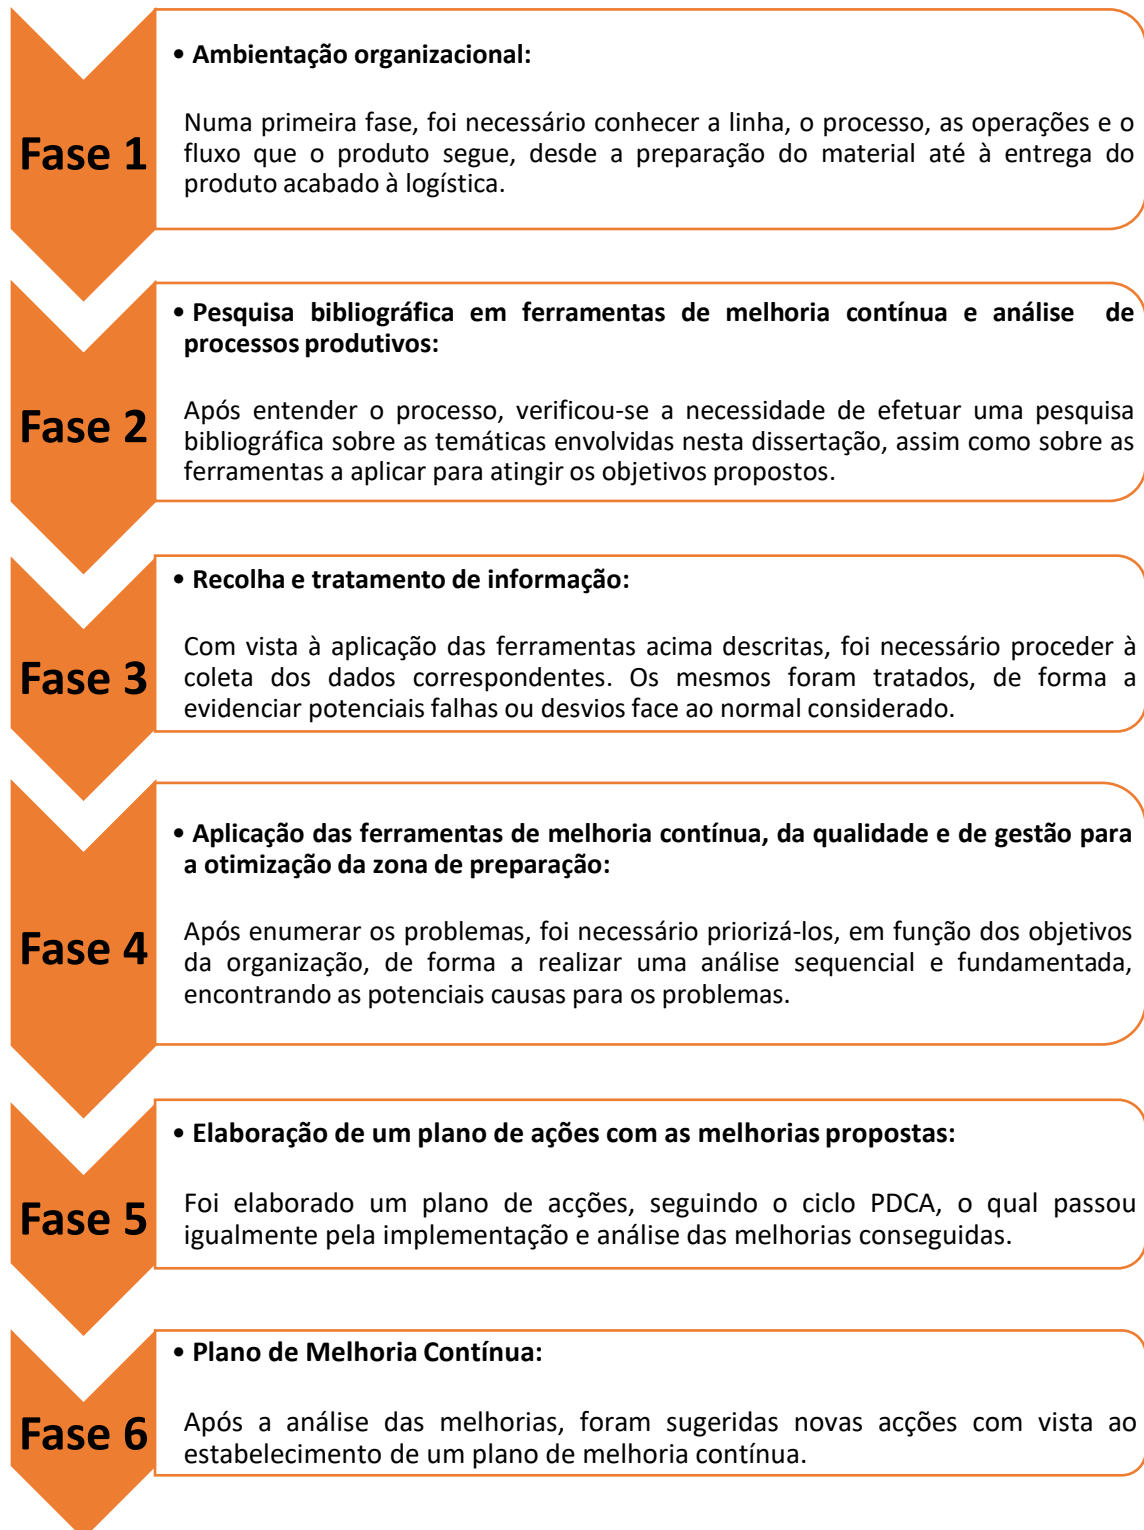 Fase 1
• Ambientação organizacional:
Numa primeira fase, foi necessário conhecer a linha, o processo, as operações e o
fluxo que o produto segue, desde a preparação do material até à entrega do
produto acabado à logística.
Fase 2
• Pesquisa bibliográfica em ferramentas de melhoria contínua e análise de
processos produtivos:
Após entender o processo, verificou-se a necessidade de efetuar uma pesquisa
bibliográfica sobre as temáticas envolvidas nesta dissertação, assim como sobre as
ferramentas a aplicar para atingir os objetivos propostos.
Fase 3
• Recolha e tratamento de informação:
Com vista à aplicação das ferramentas acima descritas, foi necessário proceder à
coleta dos dados correspondentes. Os mesmos foram tratados, de forma a
evidenciar potenciais falhas ou desvios face ao normal considerado.
Fase 4
• Aplicação das ferramentas de melhoria contínua, da qualidade e de gestão para
a otimização da zona de preparação:
Após enumerar os problemas, foi necessário priorizá-los, em função dos objetivos
da organização, de forma a realizar uma análise sequencial e fundamentada,
encontrando as potenciais causas para os problemas.
Fase 5
• Elaboração de um plano de ações com as melhorias propostas:
Foi elaborado um plano de acções, seguindo o ciclo PDCA, o qual passou
igualmente pela implementação e análise das melhorias conseguidas.
Fase 6
• Plano de Melhoria Contínua:
Após a análise das melhorias, foram sugeridas novas acções com vista ao
estabelecimento de um plano de melhoria contínua.